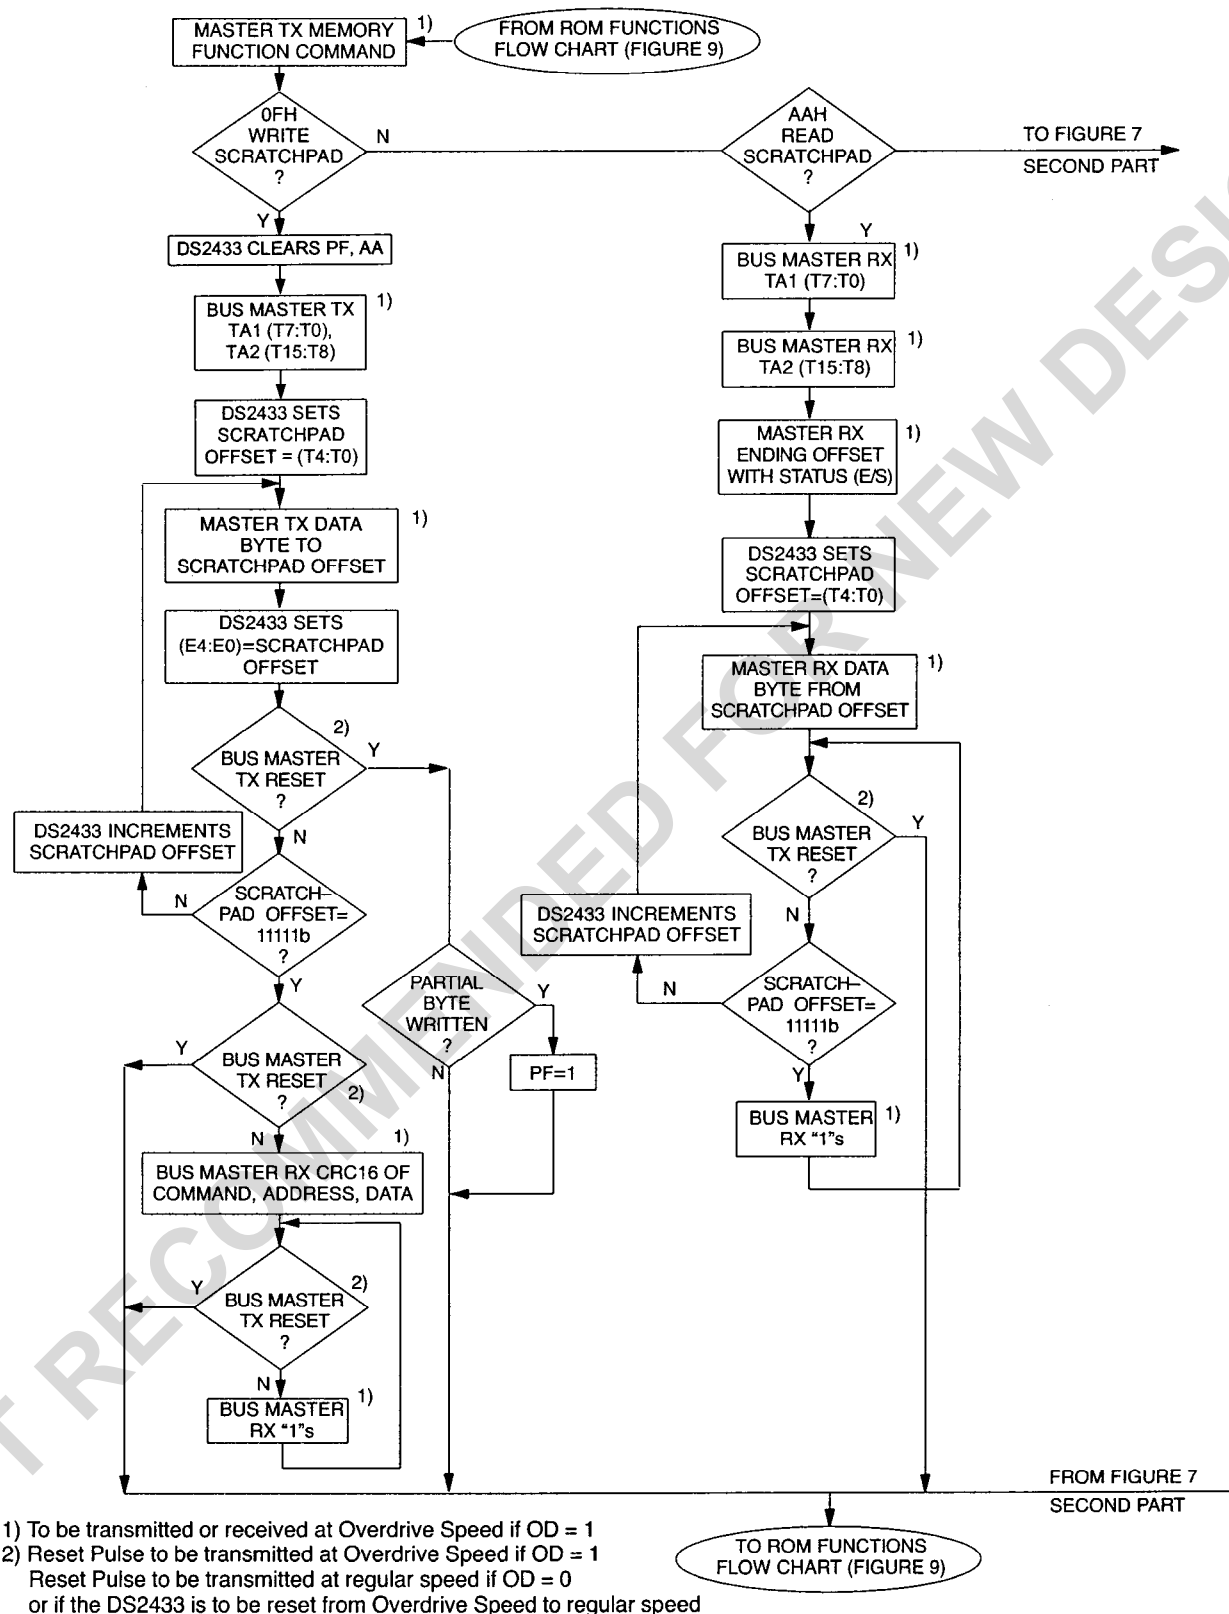 MASTER TX MEMORY
FUNCTION COMMAND
1)
FROM ROM FUNCTIONS
FLOW CHART (FIGURE 9)
0FH
WRITE
SCRATCHPAD
?
N
Y
AAH
READ
SCRATCHPAD
?
TO FIGURE 7
SECOND PART
DS2433 CLEARS PF, AA
BUS MASTER TX
TA1 (T7:T0),
TA2 (T15:T8)
1)
DS2433 SETS
SCRATCHPAD
OFFSET = (T4:T0)
MASTER TX DATA
BYTE TO
SCRATCHPAD OFFSET
1)
DS2433 SETS
(E4:E0)=SCRATCHPAD
OFFSET
2)
BUS MASTER
TX RESET
?
Y
N
DS2433 INCREMENTS
SCRATCHPAD OFFSET
N
SCRATCH–
PAD OFFSET=
11111b
?
Y
PARTIAL
BYTE
WRITTEN
?
Y
N
PF=1
Y
BUS MASTER
TX RESET
?
2)
N
1)
BUS MASTER RX CRC16 OF
COMMAND, ADDRESS, DATA
Y
2)
BUS MASTER
TX RESET
?
N
1)
BUS MASTER
RX "1"s
Y
BUS MASTER RX
TA1 (T7:T0)
1)
BUS MASTER RX
TA2 (T15:T8)
1)
MASTER RX
ENDING OFFSET
WITH STATUS (E/S)
1)
DS2433 SETS
SCRATCHPAD
OFFSET=(T4:T0)
MASTER RX DATA
BYTE FROM
SCRATCHPAD OFFSET
1)
2)
BUS MASTER
TX RESET
?
Y
N
DS2433 INCREMENTS
SCRATCHPAD OFFSET
N
SCRATCH–
PAD OFFSET=
11111b
?
Y
BUS MASTER
RX "1"s
1)
FROM FIGURE 7
SECOND PART
TO ROM FUNCTIONS
FLOW CHART (FIGURE 9)
1) To be transmitted or received at Overdrive Speed if OD = 1
2) Reset Pulse to be transmitted at Overdrive Speed if OD = 1
Reset Pulse to be transmitted at regular speed if OD = 0
or if the DS2433 is to be reset from Overdrive Speed to regular speed
T RECOMMENDED FOR NEW DESI